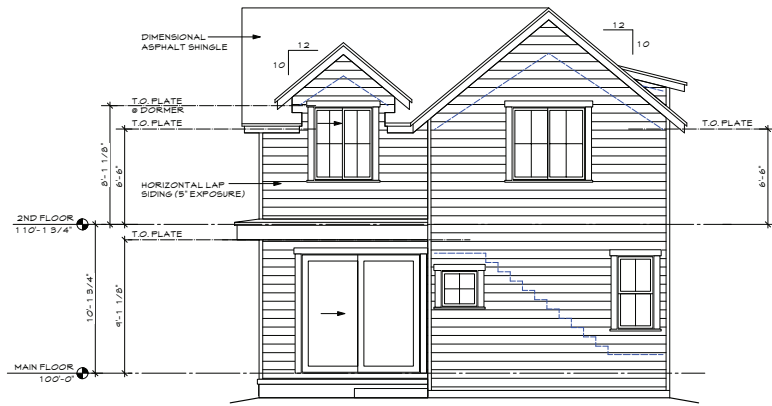 12
DIMENSIONAL
ASPHALT SHINGLE
12
10
10
T.O. PLATE
@ DORMER
T.O. PLATE
T.O. PLATE
8'-1 1/8"
6'-6"
6'-6"
HORIZONTAL LAP
SIDING (5" EXPOSURE)
2ND FLOOR
110'-1 3/4"
T.O. PLATE
10'-1 3/4"
9'-1 1/8"
MAIN FLOOR
100'-0"